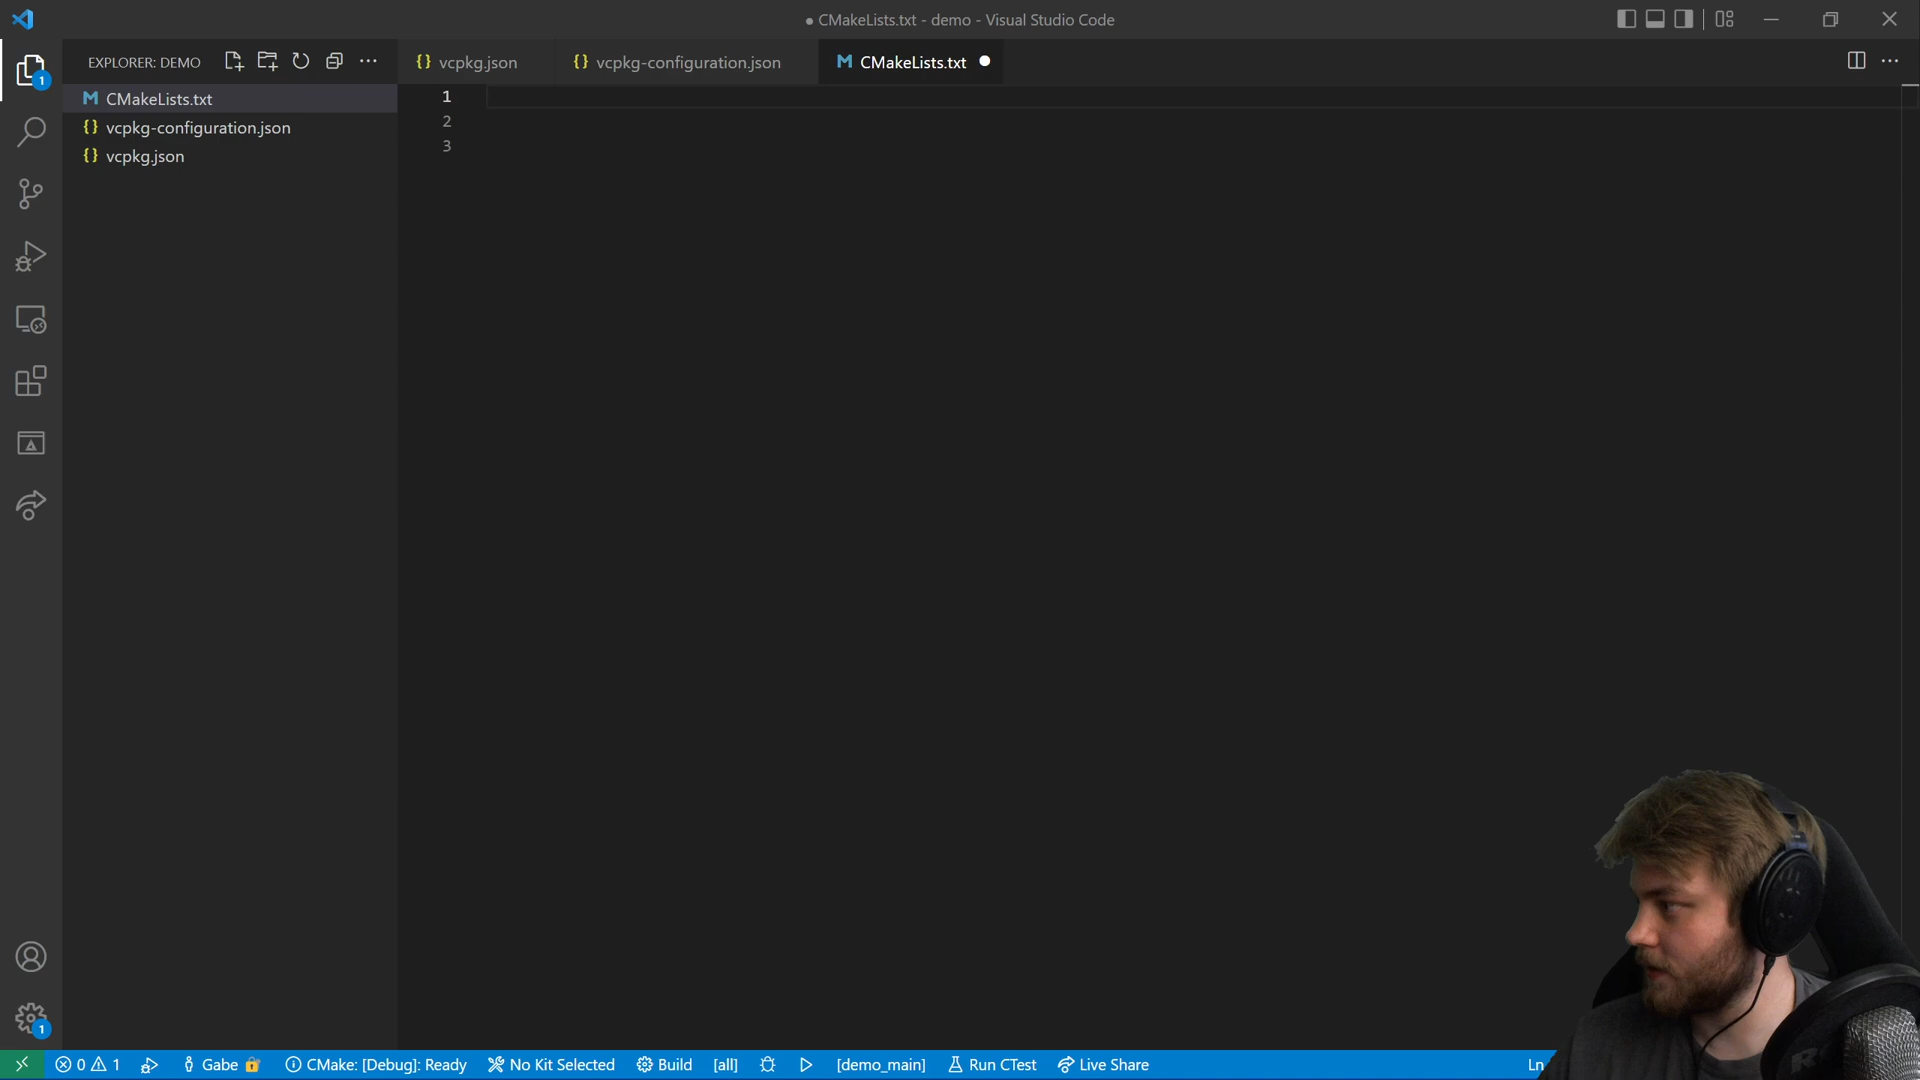 ● CMakeLists.txt - demo - Visual Studio Code
EXPLORER: DEMO
vcpkg.json
vcpkg-configuration.json
CMakeLists.txt
CMakeLists.txt
vcpkg-configuration.json
vcpkg.json
1
2
3
1
1
0 1
Gabe
CMake: [Debug]: Ready
No Kit Selected
Build
[all]
[demo_main]
Run CTest
Live Share
Ln